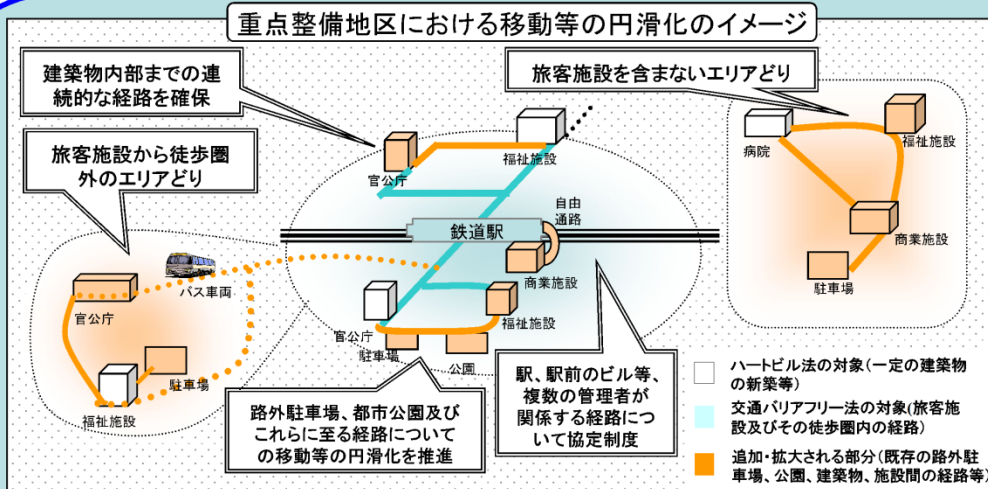 重点整備地区における移動等の円滑化のイメージ
建築物内部までの連
続的な経路を確保
旅客施設を含まないエリアどり
旅客施設から徒歩圏
外のエリアどり
官公庁
福祉施設
病院
福祉施設
自由
通路
鉄道駅
商業施設
駐車場
バス車両
官公庁
商業施設
福祉施設
官公庁
駐車場
公園
駐車場
福祉施設
路外駐車場、都市公園及び
これらに至る経路について
の移動等の円滑化を推進
駅、駅前のビル等、
複数の管理者が
関係する経路につ
いて協定制度
ハートビル法の対象(一定の建築物
の新築等)
交通バリアフリー法の対象(旅客施
設及びその徒歩圏内の経路)
追加・拡大される部分(既存の路外駐
車場、公園、建築物、施設間の経路等)